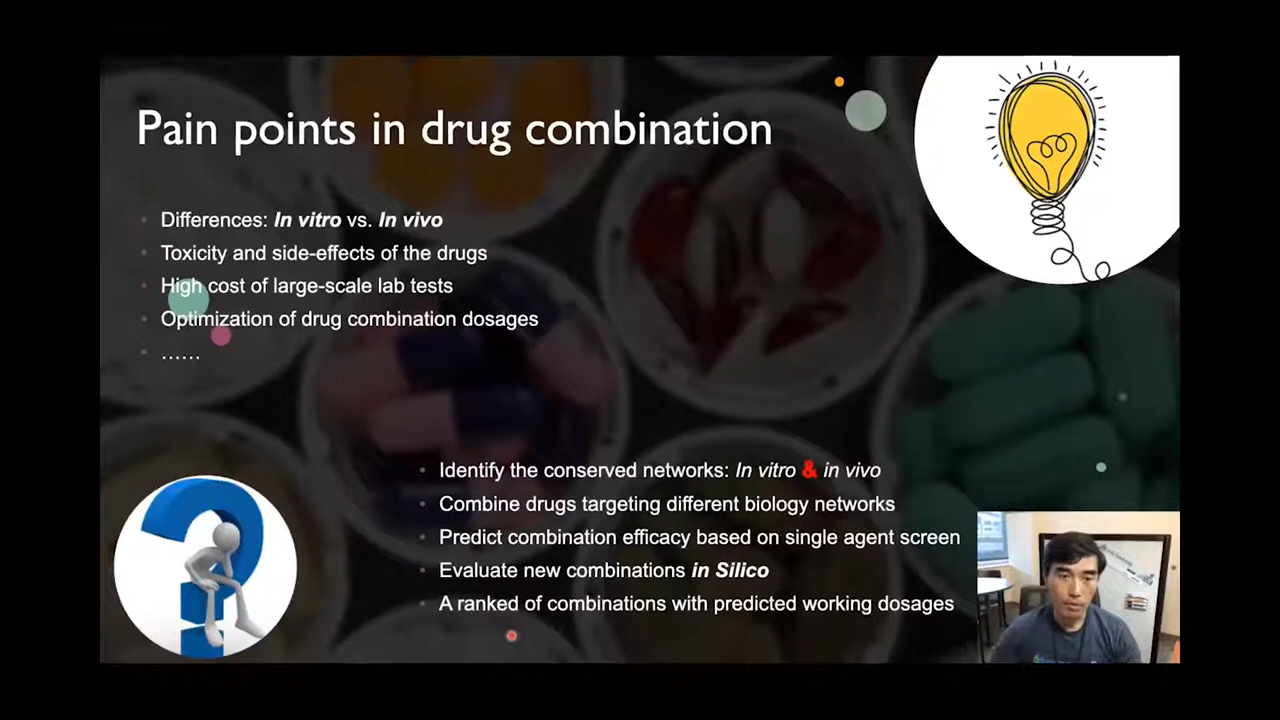 Pain points in drug combination
Differences: In vitro vs. In vivo
Toxicity and side-effects of the drugs
High cost of large-scale lab tests
Optimization of drug combination dosages
......
Identify the conserved networks: In vitro & in vivo
Combine drugs targeting different biology networks
Predict combination efficacy based on single agent screen
Evaluate new combinations in Silico
A ranked of combinations with predicted working dosages